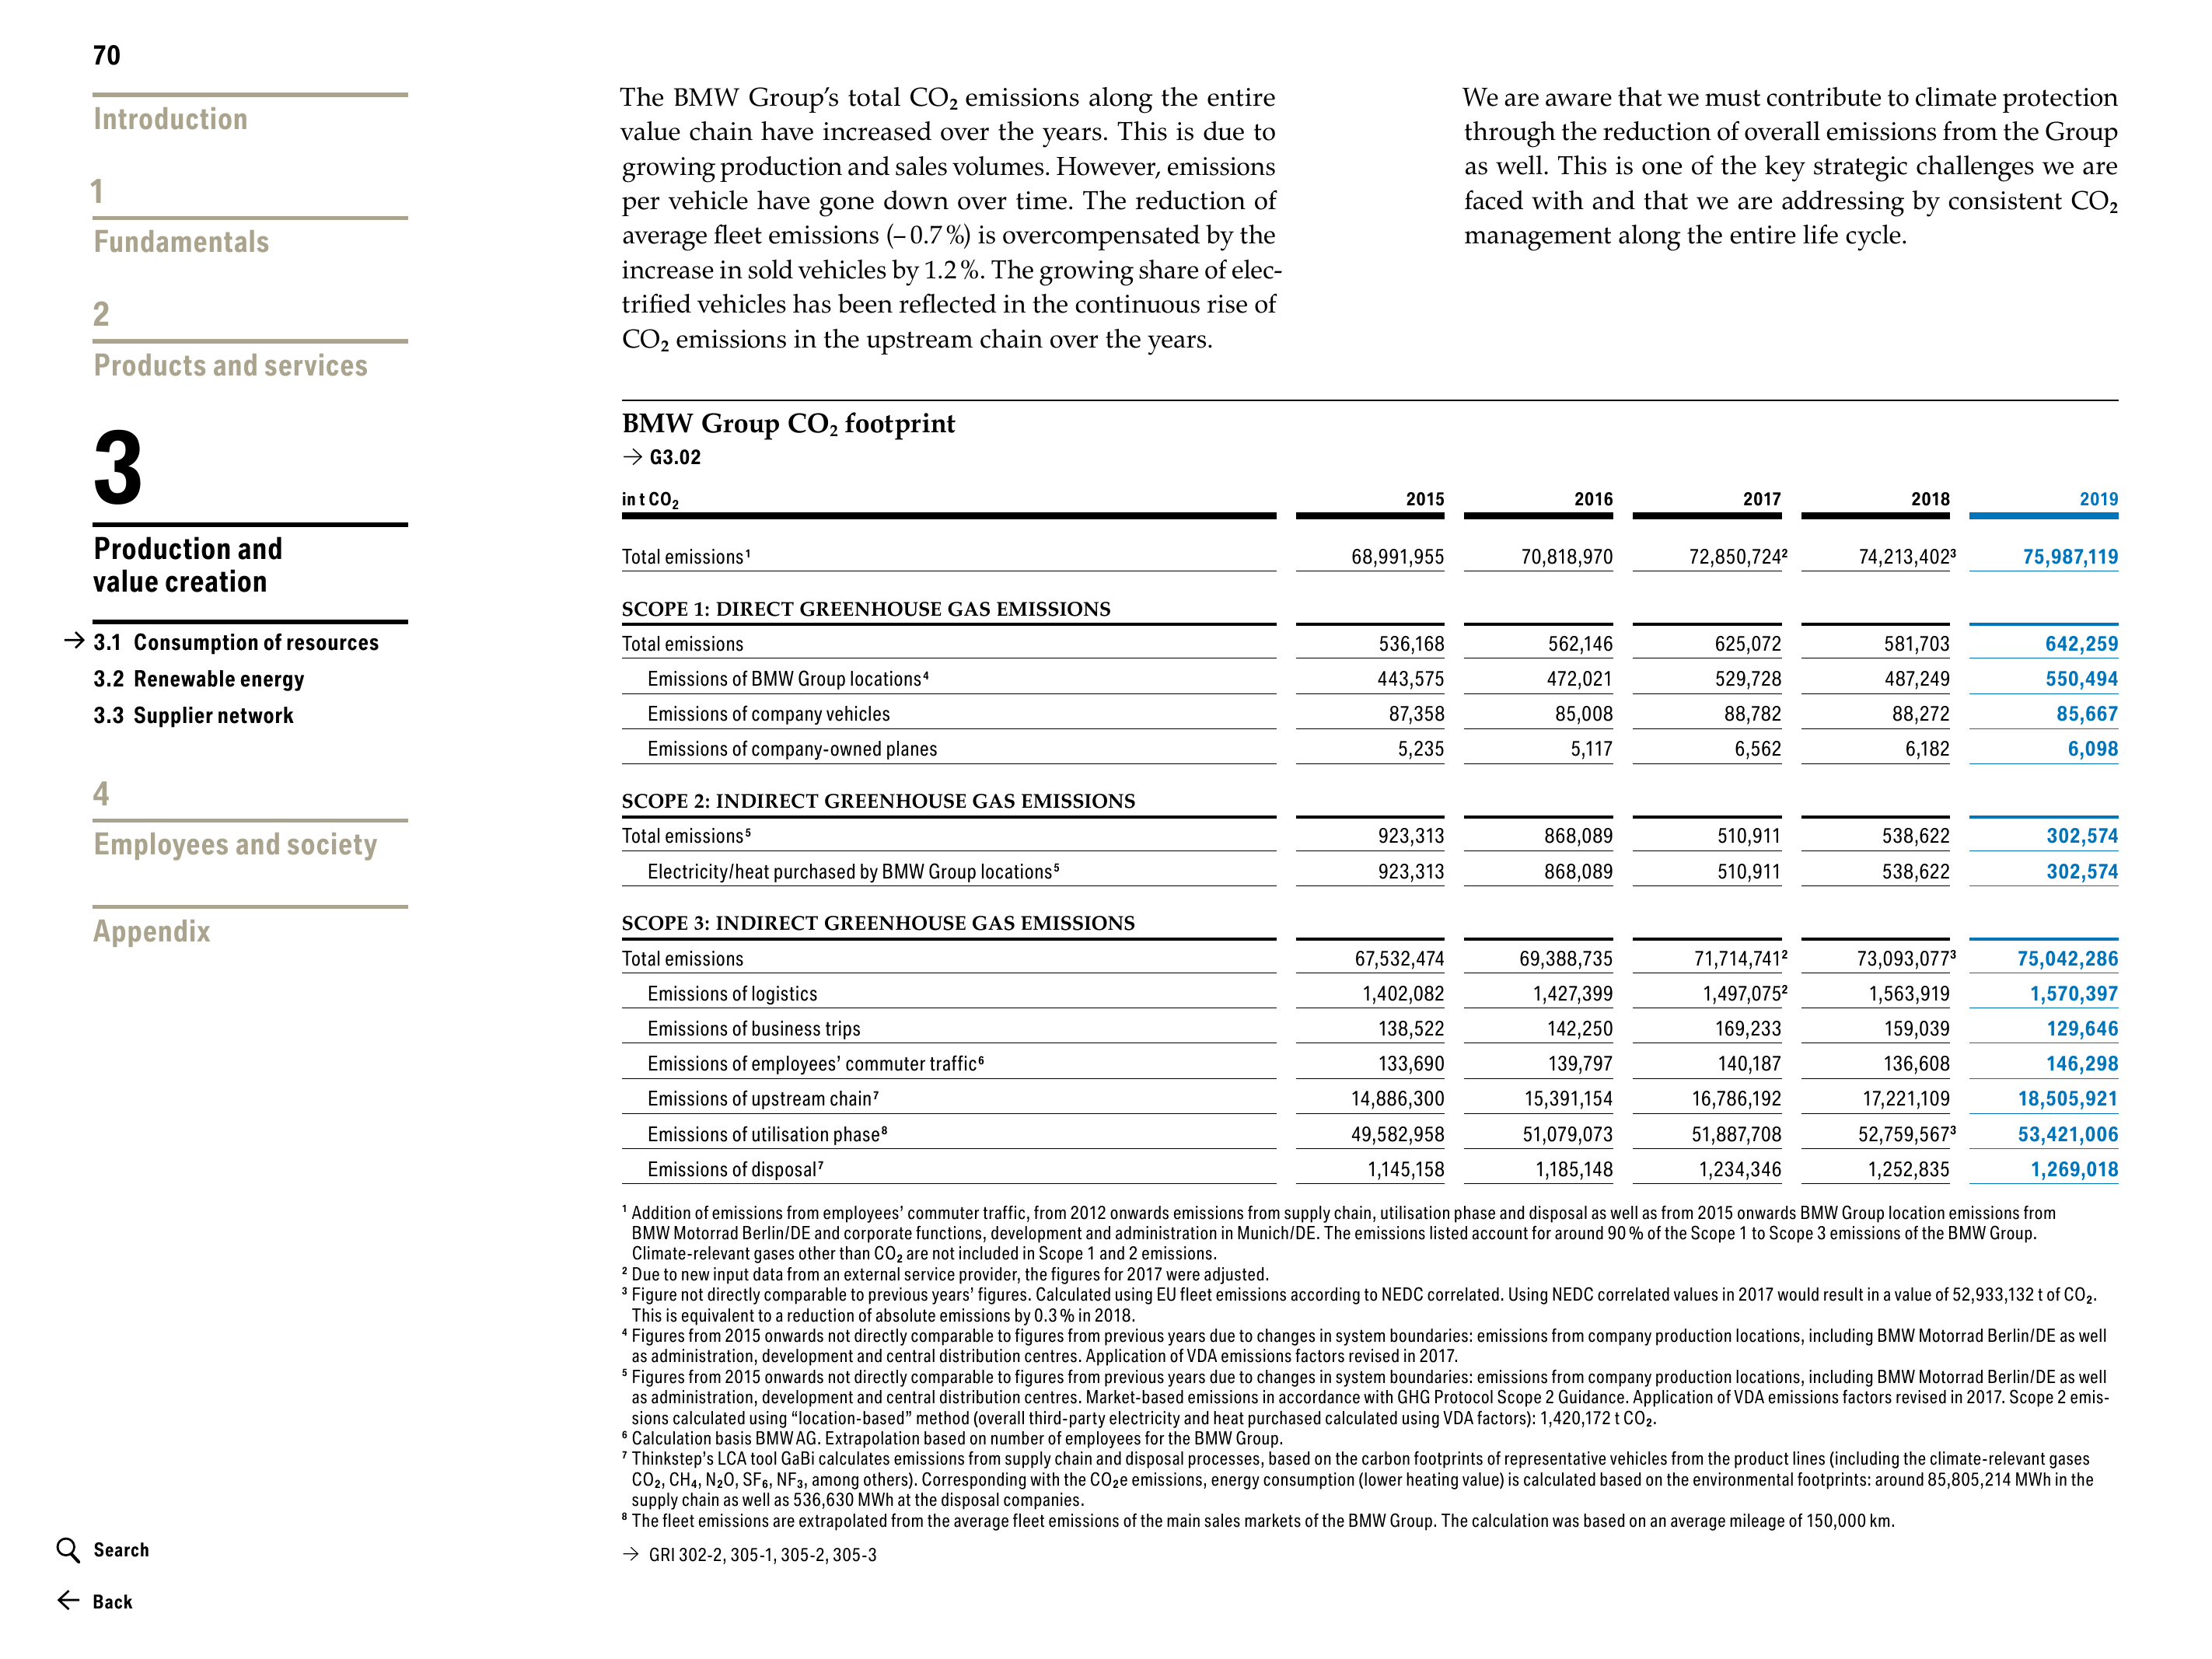 70
Introduction
1
Fundamentals
2
Products and services
3
Production and
value creation
→ 3.1 Consumption of resources
3.2 Renewable energy
3.3 Supplier network
4
Employees and society
Appendix
Search
← Back
The BMW Group’s total CO₂ emissions along the entire
value chain have increased over the years. This is due to
growing production and sales volumes. However, emissions
per vehicle have gone down over time. The reduction of
average fleet emissions (– 0.7 %) is overcompensated by the
increase in sold vehicles by 1.2 %. The growing share of elec-
trified vehicles has been reflected in the continuous rise of
CO₂ emissions in the upstream chain over the years.
We are aware that we must contribute to climate protection
through the reduction of overall emissions from the Group
as well. This is one of the key strategic challenges we are
faced with and that we are addressing by consistent CO₂
management along the entire life cycle.
BMW Group CO₂ footprint
→ G3.02
in t CO₂ 2015 2016 2017 2018 2019
Total emissions¹ 68,991,955 70,818,970 72,850,724² 74,213,402³ 75,987,119
SCOPE 1: DIRECT GREENHOUSE GAS EMISSIONS
Total emissions 536,168 562,146 625,072 581,703 642,259
Emissions of BMW Group locations⁴ 443,575 472,021 529,728 487,249 550,494
Emissions of company vehicles 87,358 85,008 88,782 88,272 85,667
Emissions of company-owned planes 5,235 5,117 6,562 6,182 6,098
SCOPE 2: INDIRECT GREENHOUSE GAS EMISSIONS
Total emissions⁵ 923,313 868,089 510,911 538,622 302,574
Electricity/heat purchased by BMW Group locations⁵ 923,313 868,089 510,911 538,622 302,574
SCOPE 3: INDIRECT GREENHOUSE GAS EMISSIONS
Total emissions 67,532,474 69,388,735 71,714,741² 73,093,077³ 75,042,286
Emissions of logistics 1,402,082 1,427,399 1,497,075² 1,563,919 1,570,397
Emissions of business trips 138,522 142,250 169,233 159,039 129,646
Emissions of employees’ commuter traffic⁶ 133,690 139,797 140,187 136,608 146,298
Emissions of upstream chain⁷ 14,886,300 15,391,154 16,786,192 17,221,109 18,505,921
Emissions of utilisation phase⁸ 49,582,958 51,079,073 51,887,708 52,759,567³ 53,421,006
Emissions of disposal⁷ 1,145,158 1,185,148 1,234,346 1,252,835 1,269,018
¹ Addition of emissions from employees’ commuter traffic, from 2012 onwards emissions from supply chain, utilisation phase and disposal as well as from 2015 onwards BMW Group location emissions from
BMW Motorrad Berlin/DE and corporate functions, development and administration in Munich/DE. The emissions listed account for around 90 % of the Scope 1 to Scope 3 emissions of the BMW Group.
Climate-relevant gases other than CO₂ are not included in Scope 1 and 2 emissions.
² Due to new input data from an external service provider, the figures for 2017 were adjusted.
³ Figure not directly comparable to previous years’ figures. Calculated using EU fleet emissions according to NEDC correlated. Using NEDC correlated values in 2017 would result in a value of 52,933,132 t of CO₂.
This is equivalent to a reduction of absolute emissions by 0.3 % in 2018.
⁴ Figures from 2015 onwards not directly comparable to figures from previous years due to changes in system boundaries: emissions from company production locations, including BMW Motorrad Berlin/DE as well
as administration, development and central distribution centres. Application of VDA emissions factors revised in 2017.
⁵ Figures from 2015 onwards not directly comparable to figures from previous years due to changes in system boundaries: emissions from company production locations, including BMW Motorrad Berlin/DE as well
as administration, development and central distribution centres. Market-based emissions in accordance with GHG Protocol Scope 2 Guidance. Application of VDA emissions factors revised in 2017. Scope 2 emis-
sions calculated using “location-based” method (overall third-party electricity and heat purchased calculated using VDA factors): 1,420,172 t CO₂.
⁶ Calculation basis BMW AG. Extrapolation based on number of employees for the BMW Group.
⁷ Thinkstep’s LCA tool GaBi calculates emissions from supply chain and disposal processes, based on the carbon footprints of representative vehicles from the product lines (including the climate-relevant gases
CO₂, CH₄, N₂O, SF₆, NF₃, among others). Corresponding with the CO₂e emissions, energy consumption (lower heating value) is calculated based on the environmental footprints: around 85,805,214 MWh in the
supply chain as well as 536,630 MWh at the disposal companies.
⁸ The fleet emissions are extrapolated from the average fleet emissions of the main sales markets of the BMW Group. The calculation was based on an average mileage of 150,000 km.
→ GRI 302-2, 305-1, 305-2, 305-3